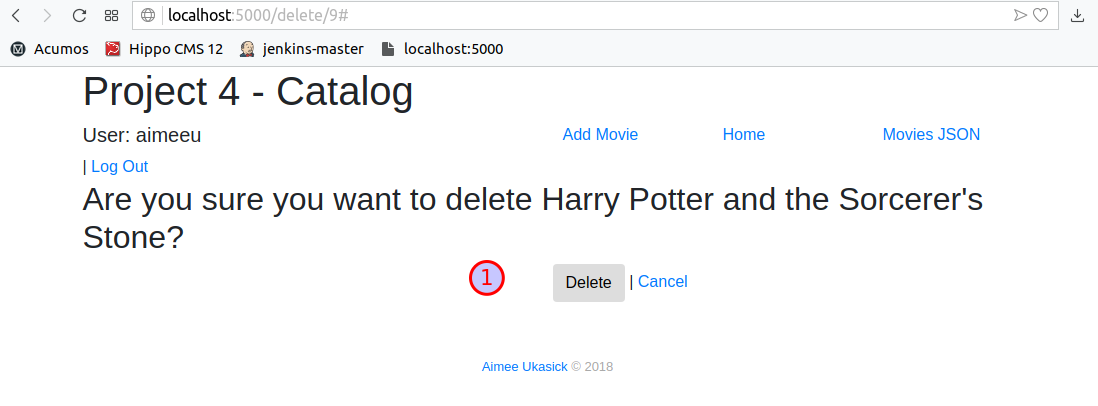 localhost:5000/delete/9#
Acumos Hippo CMS 12 jenkins-master localhost:5000
Project 4 - Catalog
User: aimeeu Add Movie Home Movies JSON
| Log Out
Are you sure you want to delete Harry Potter and the Sorcerer's
Stone?
1 Delete | Cancel
Aimee Ukasick © 2018